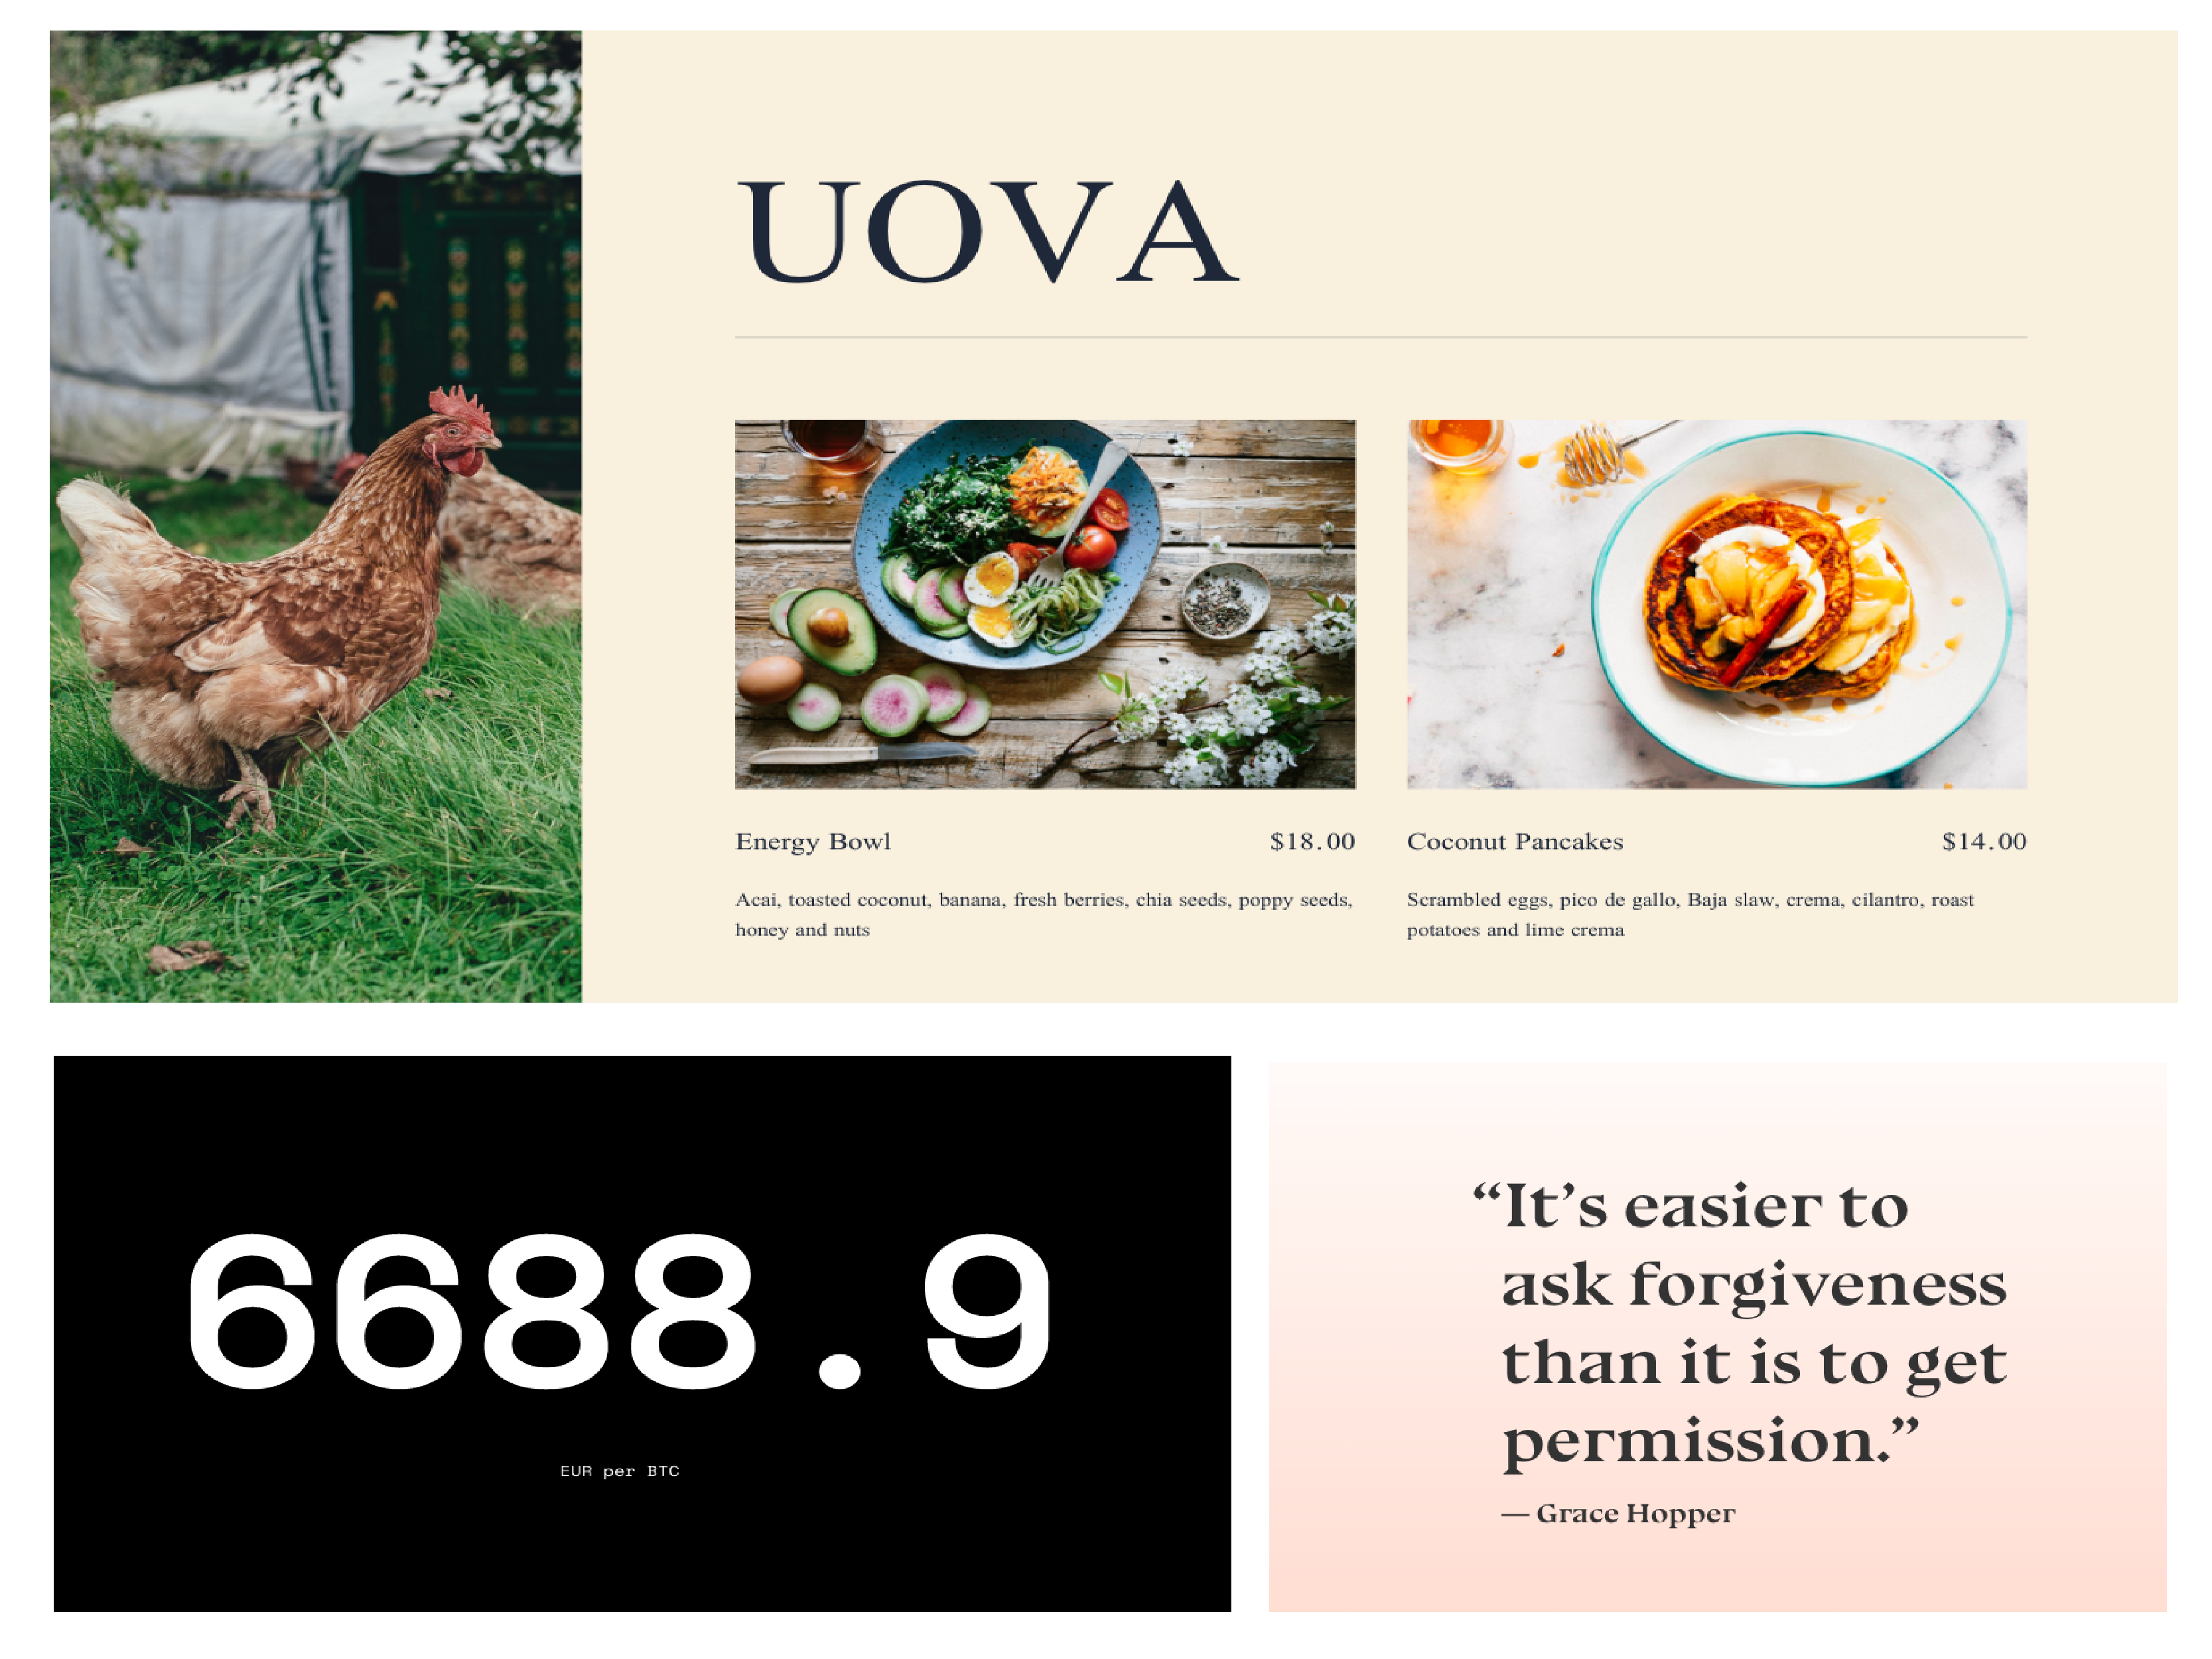 UOVA
Energy Bowl $18.00
Acai, toasted coconut, banana, fresh berries, chia seeds, poppy seeds,
honey and nuts
Coconut Pancakes $14.00
Scrambled eggs, pico de gallo, Baja slaw, crema, cilantro, roast
potatoes and lime crema
6688.9
EUR per BTC
“It’s easier to
ask forgiveness
than it is to get
permission.”
— Grace Hopper